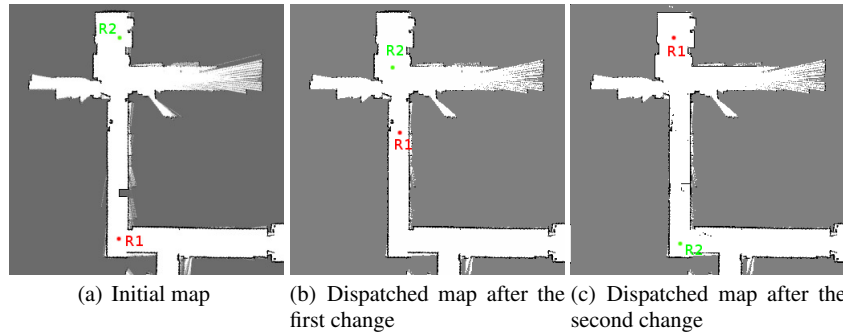 R2
R1
R2
R1
R1
R2
(a) Initial map
(b) Dispatched map after the first change
(c) Dispatched map after the second change